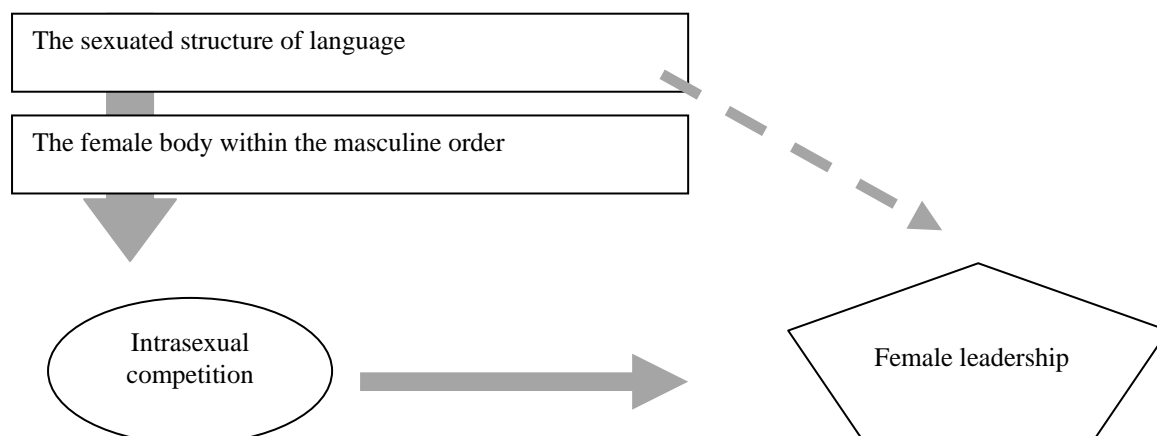 The sexuated structure of language
The female body within the masculine order
Intrasexual
competition
Female leadership